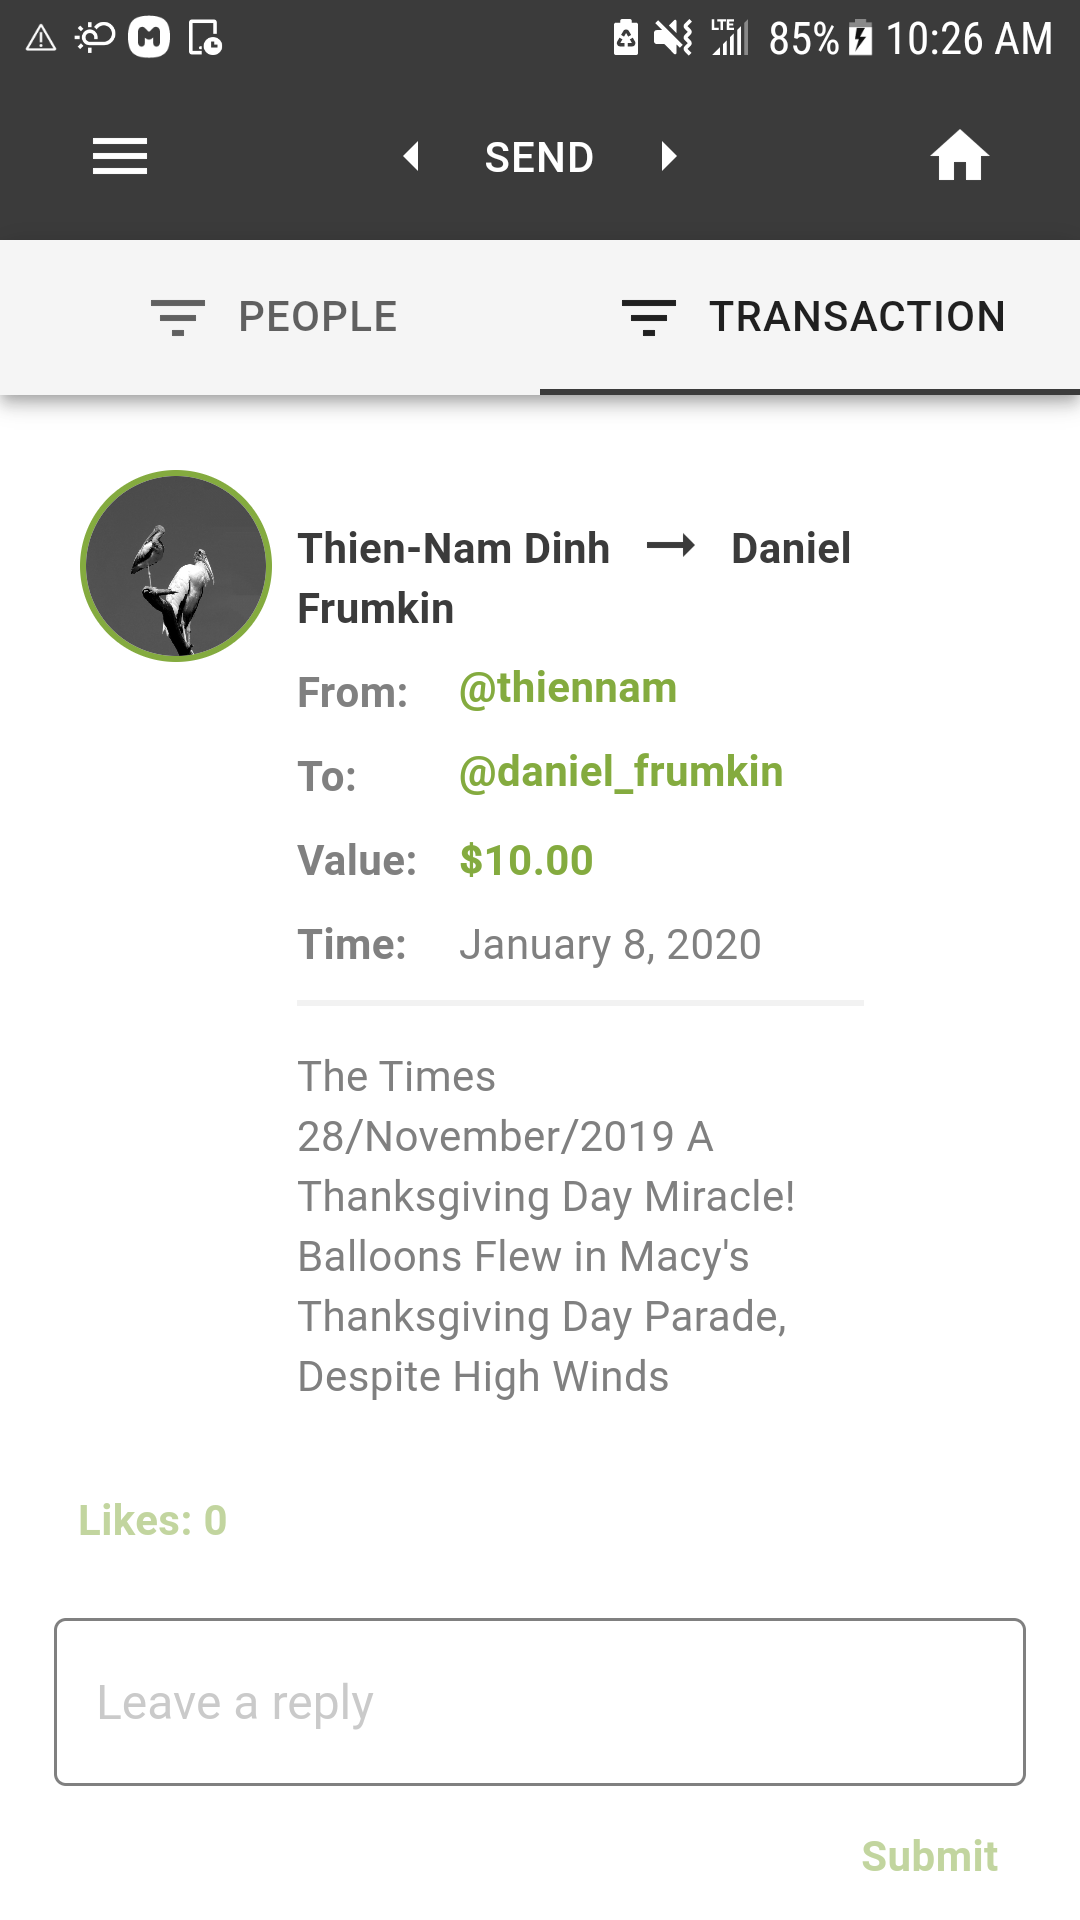 LTE 85% 10:26 AM
SEND
PEOPLE TRANSACTION
Thien-Nam Dinh → Daniel
Frumkin
From: @thiennam
To: @daniel_frumkin
Value: $10.00
Time: January 8, 2020
The Times
28/November/2019 A
Thanksgiving Day Miracle!
Balloons Flew in Macy's
Thanksgiving Day Parade,
Despite High Winds
Likes: 0
Leave a reply
Submit